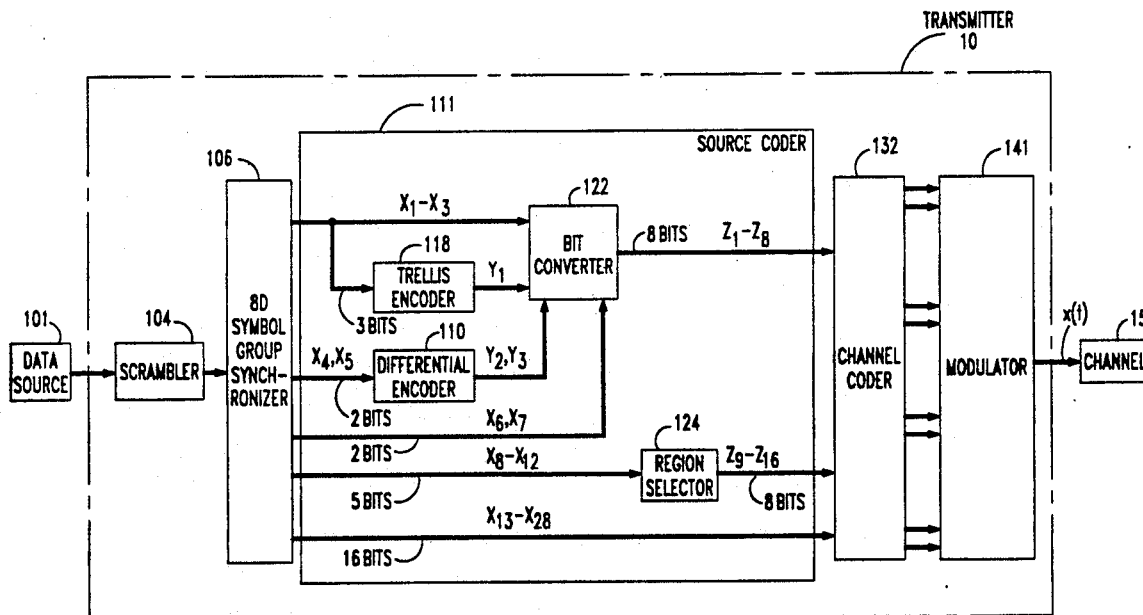 TRANSMITTER
10
111
SOURCE CODER
106
132
141
122
X1-X3
BIT
CONVERTER
8 BITS
Z1-Z8
118
TRELLIS
ENCODER
Y1
3 BITS
8D
SYMBOL
GROUP
SYNCH-
RONIZER
101
DATA
SOURCE
104
SCRAMBLER
110
X4,X5
DIFFERENTIAL
ENCODER
Y2,Y3
2 BITS
CHANNEL
CODER
MODULATOR
x(t)
15
CHANNEL
X6,X7
2 BITS
124
X8-X12
REGION
SELECTOR
Z9-Z16
5 BITS
8 BITS
X13-X28
16 BITS